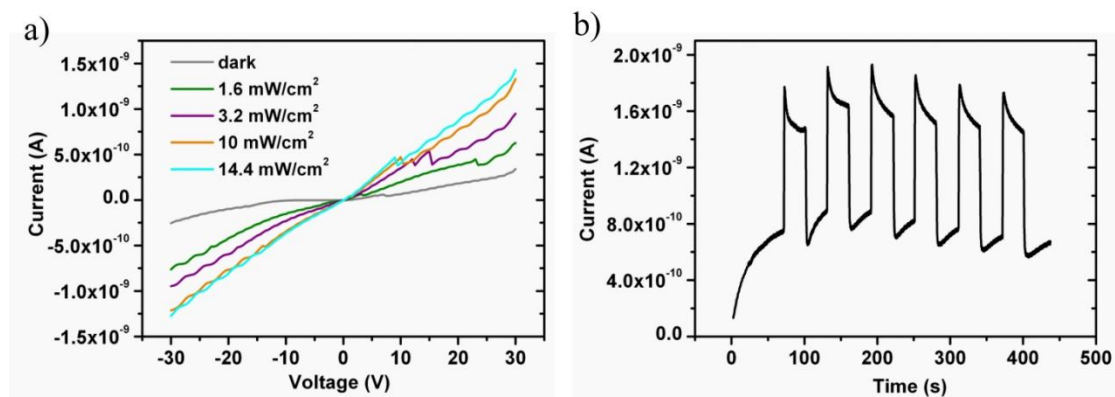 a)
1.5x10⁻⁹
1.0x10⁻⁹
5.0x10⁻¹⁰
0.0
-5.0x10⁻¹⁰
-1.0x10⁻⁹
-1.5x10⁻⁹
Current (A)
dark
1.6 mW/cm²
3.2 mW/cm²
10 mW/cm²
14.4 mW/cm²
-30 -20 -10 0 10 20 30
Voltage (V)
b)
2.0x10⁻⁹
1.6x10⁻⁹
1.2x10⁻⁹
8.0x10⁻¹⁰
4.0x10⁻¹⁰
0.0
Current (A)
0 100 200 300 400 500
Time (s)